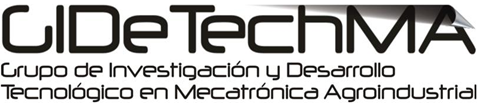 GIDeTechMA
Grupo de Investigación y Desarrollo
Tecnológico en Mecatrónica Agroindustrial